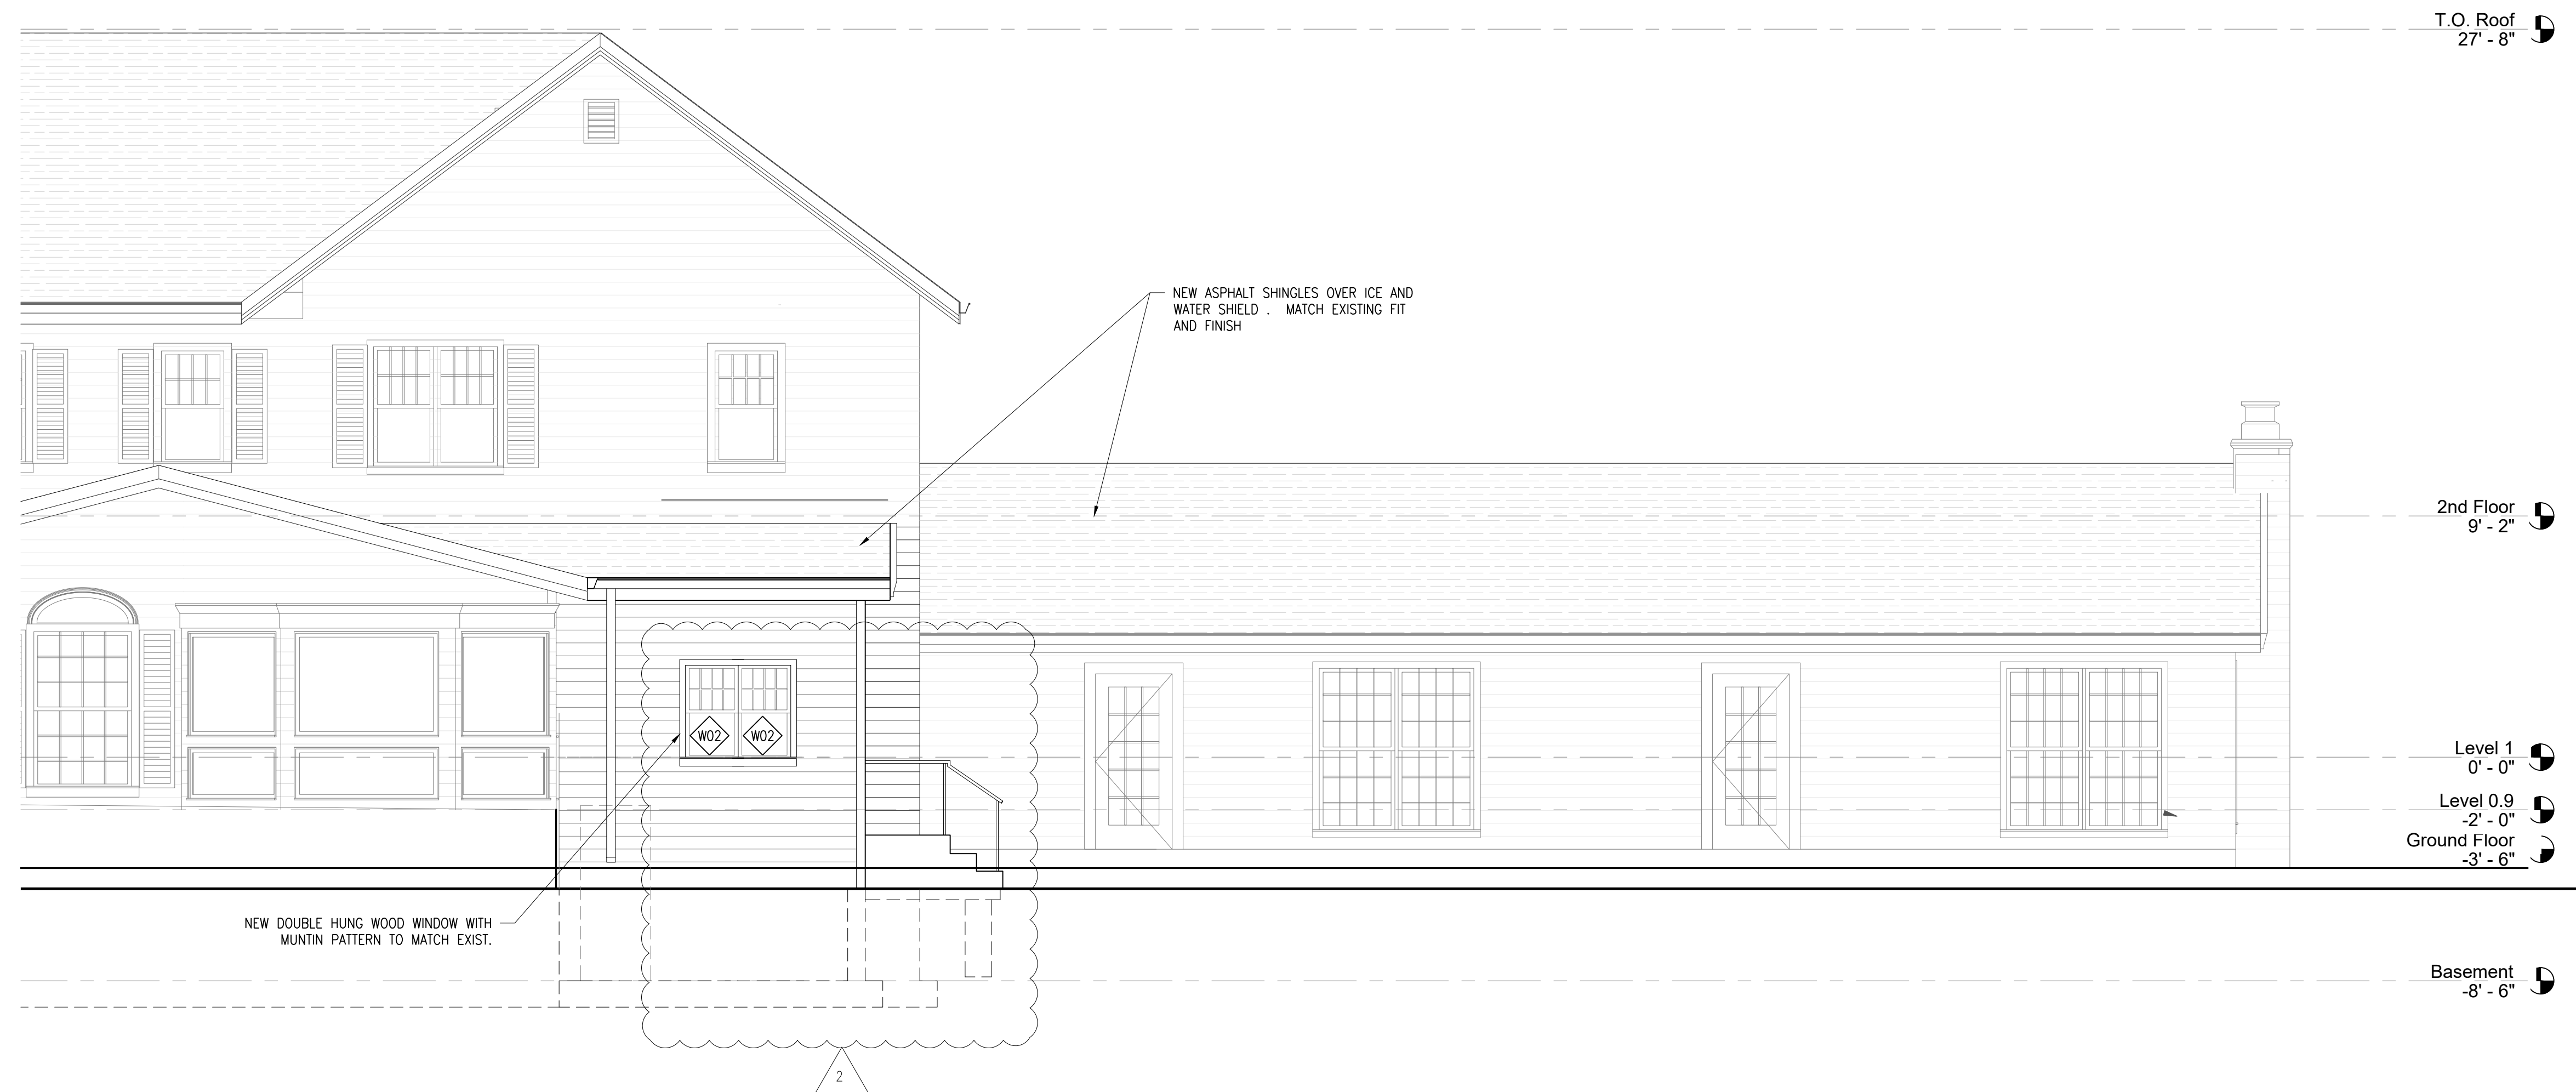 T.O. Roof
27' - 8"
NEW ASPHALT SHINGLES OVER ICE AND
WATER SHIELD .  MATCH EXISTING FIT
AND FINISH
2nd Floor
9' - 2"
W02 W02
Level 1
0' - 0"
Level 0.9
-2' - 0"
Ground Floor
-3' - 6"
NEW DOUBLE HUNG WOOD WINDOW WITH
MUNTIN PATTERN TO MATCH EXIST.
Basement
-8' - 6"
2